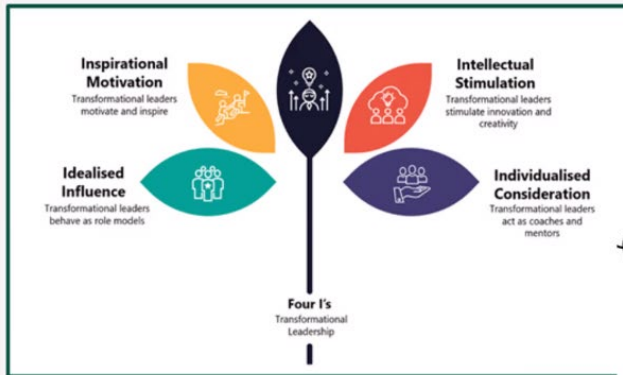 Inspirational
Motivation
Transformational leaders
motivate and inspire
Intellectual
Stimulation
Transformational leaders
stimulate innovation and
creativity
Idealised
Influence
Transformational leaders
behave as role models
Individualised
Consideration
Transformational leaders
act as coaches and
mentors
Four I's
Transformational
Leadership